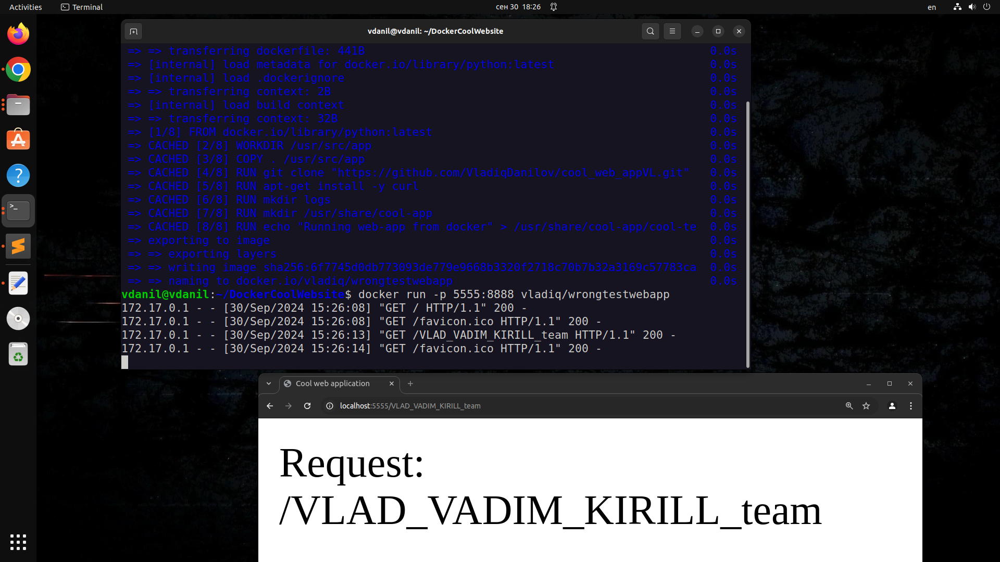 Activities
Terminal
сен 30 18:26
en
vdanil@vdanil: ~/DockerCoolWebsite
=> => transferring dockerfile: 441B 0.0s
=> [internal] load metadata for docker.io/library/python:latest 0.0s
=> [internal] load .dockerignore 0.0s
=> => transferring context: 2B 0.0s
=> [internal] load build context 0.0s
=> => transferring context: 32B 0.0s
=> [1/8] FROM docker.io/library/python:latest 0.0s
=> CACHED [2/8] WORKDIR /usr/src/app 0.0s
=> CACHED [3/8] COPY . /usr/src/app 0.0s
=> CACHED [4/8] RUN git clone "https://github.com/VladiqDanilov/cool_web_appVL.git" 0.0s
=> CACHED [5/8] RUN apt-get install -y curl 0.0s
=> CACHED [6/8] RUN mkdir logs 0.0s
=> CACHED [7/8] RUN mkdir /usr/share/cool-app 0.0s
=> CACHED [8/8] RUN echo "Running web-app from docker" > /usr/share/cool-app/cool-te 0.0s
=> exporting to image 0.0s
=> => exporting layers 0.0s
=> => writing image sha256:6f7745d0db773093de779e9668b3320f2718c70b7b32a3169c57783ca 0.0s
=> => naming to docker.io/vladiq/wrongtestwebapp 0.0s
vdanil@vdanil:~/DockerCoolWebsite$ docker run -p 5555:8888 vladiq/wrongtestwebapp
172.17.0.1 - - [30/Sep/2024 15:26:08] "GET / HTTP/1.1" 200 -
172.17.0.1 - - [30/Sep/2024 15:26:08] "GET /favicon.ico HTTP/1.1" 200 -
172.17.0.1 - - [30/Sep/2024 15:26:13] "GET /VLAD_VADIM_KIRILL_team HTTP/1.1" 200 -
172.17.0.1 - - [30/Sep/2024 15:26:14] "GET /favicon.ico HTTP/1.1" 200 -
Cool web application
localhost:5555/VLAD_VADIM_KIRILL_team
Request:
/VLAD_VADIM_KIRILL_team